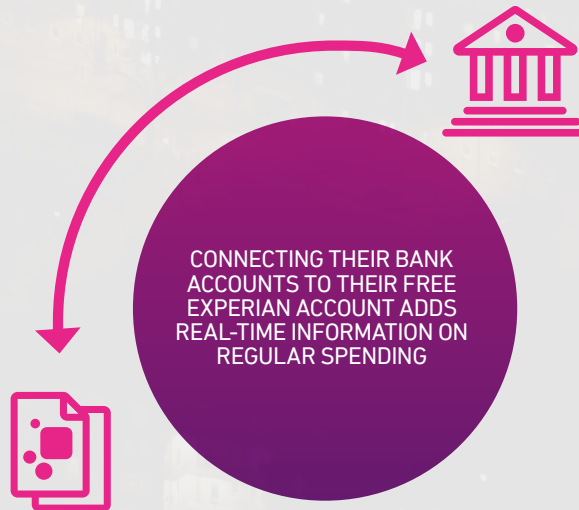 CONNECTING THEIR BANK
ACCOUNTS TO THEIR FREE
EXPERIAN ACCOUNT ADDS
REAL-TIME INFORMATION ON
REGULAR SPENDING